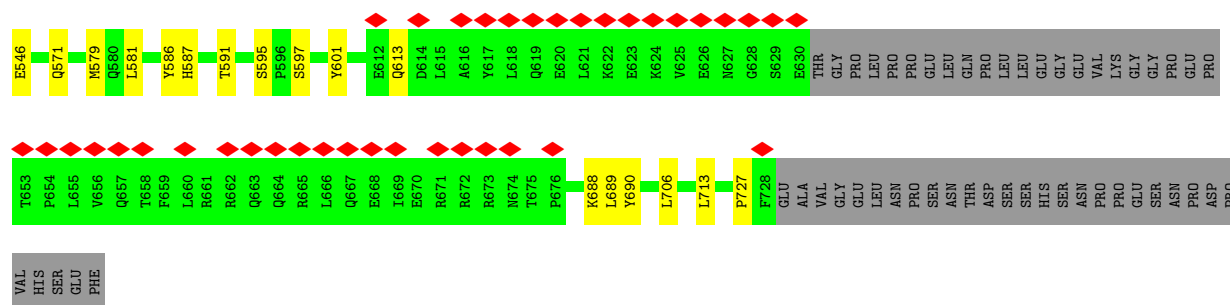 E546 Q571 M579 Q580 L581 Y586 H587 T591 S595 P596 S597 Y601 E612 Q613 D614 L615 A616 Y617 L618 Q619 E620 L621 K622 E623 K624 V625 E626 N627 G628 S629 E630 THR GLY PRO LEU PRO PRO GLU LEU GLN PRO LEU LEU GLU GLY GLU VAL LYS GLY GLY PRO GLU PRO
T653 P654 L655 V656 Q657 T658 F659 L660 R661 R662 Q663 Q664 R665 L666 Q667 E668 I669 E670 R671 R672 R673 N674 T675 P676 K688 L689 Y690 L706 L713 P727 F728 GLU ALA VAL GLY GLU LEU ASN PRO SER ASN THR ASP SER SER HIS SER ASN PRO PRO GLU SER ASN PRO ASP PRO
VAL HIS SER GLU PHE